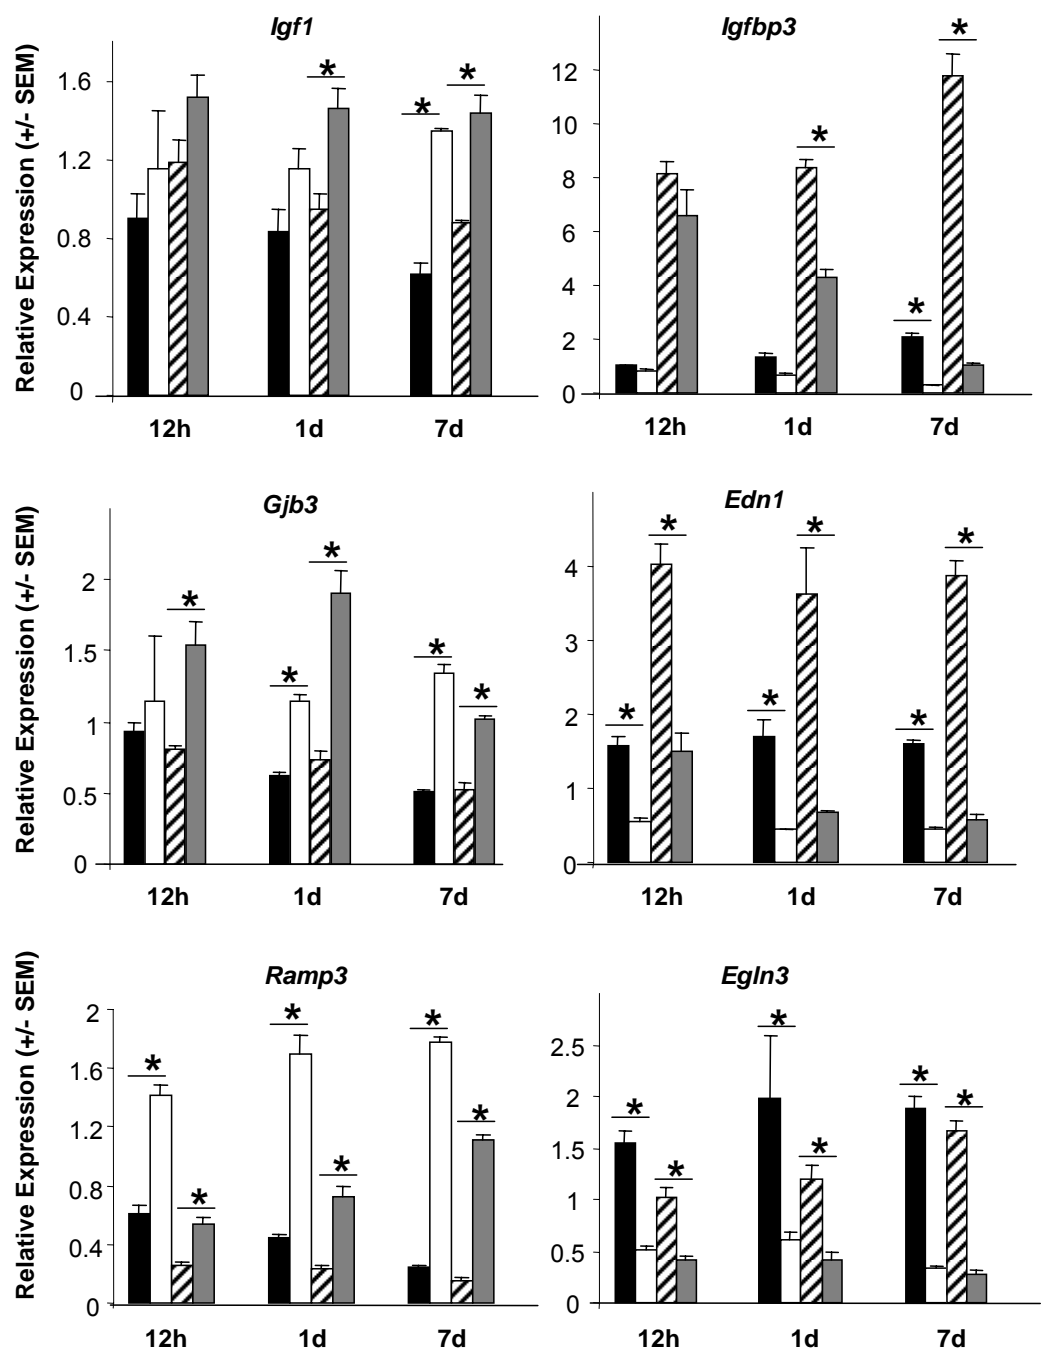 Igf1
Igfbp3
Relative Expression (+/- SEM)
1.6
1.2
0.8
0.4
0
*
*
*
12h
1d
7d
12
10
8
6
4
2
0
*
*
*
12h
1d
7d
Gjb3
Edn1
Relative Expression (+/- SEM)
2
1.5
1
0.5
0
*
*
*
*
*
12h
1d
7d
4
3
2
1
0
*
*
*
*
*
*
12h
1d
7d
Ramp3
Egln3
Relative Expression (+/- SEM)
2
1.6
1.2
0.8
0.4
0
*
*
*
*
*
*
12h
1d
7d
2.5
2
1.5
1
0.5
0
*
*
*
*
*
*
12h
1d
7d